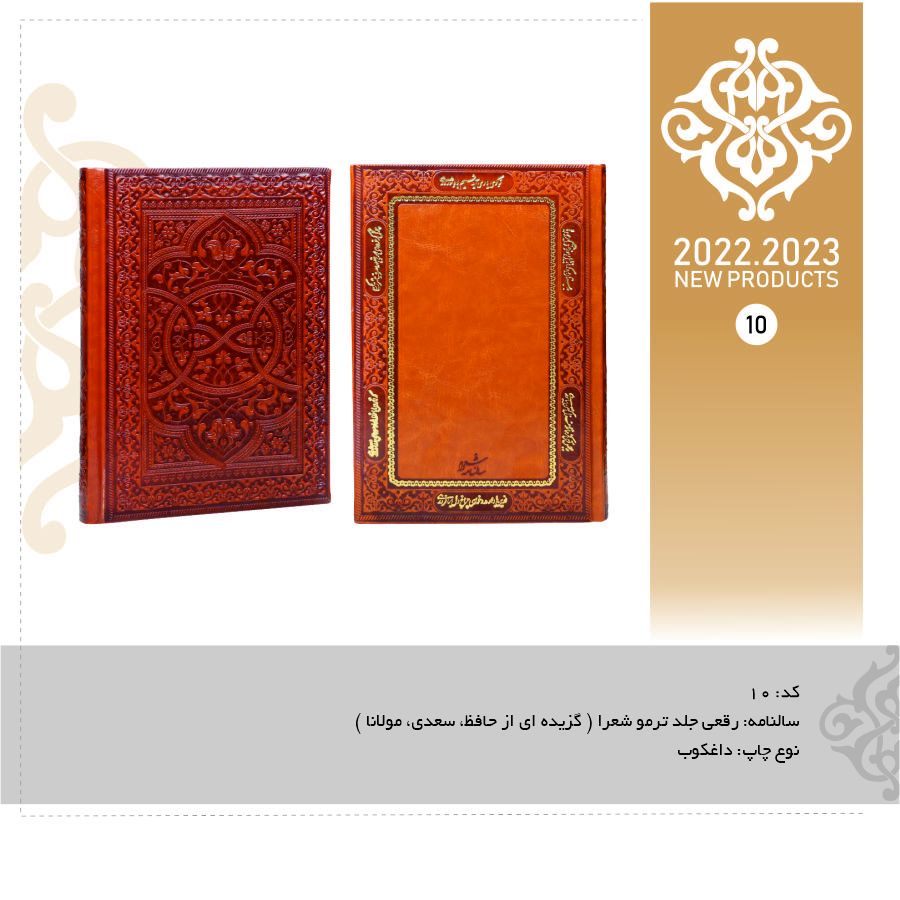 2022.2023
NEW PRODUCTS
10
کد: ۱۰
سالنامه: رقعی جلد ترمو شعرا ( گزیده ای از حافظ، سعدی، مولانا )
نوع چاپ: داغکوب